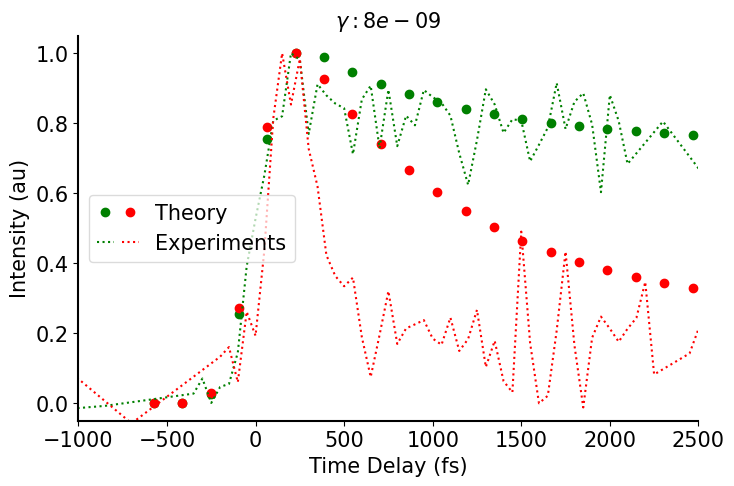 γ : 8e − 09
1.0
0.8
0.6
0.4
0.2
0.0
Intensity (au)
Theory
Experiments
−1000
−500
0
500
1000
1500
2000
2500
Time Delay (fs)